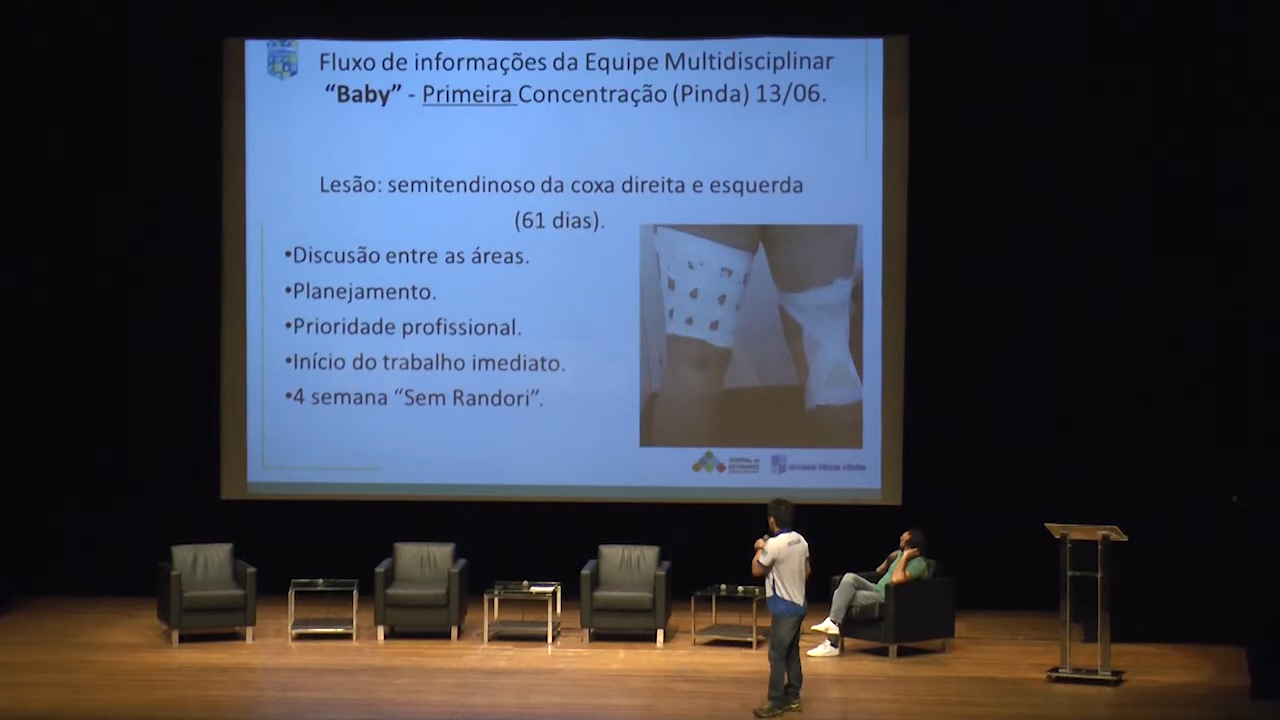 Fluxo de informações da Equipe Multidisciplinar
“Baby” - Primeira Concentração (Pinda) 13/06.
Lesão: semitendinoso da coxa direita e esquerda
(61 dias).
•Discusão entre as áreas.
•Planejamento.
•Prioridade profissional.
•Início do trabalho imediato.
•4 semana “Sem Randori”.